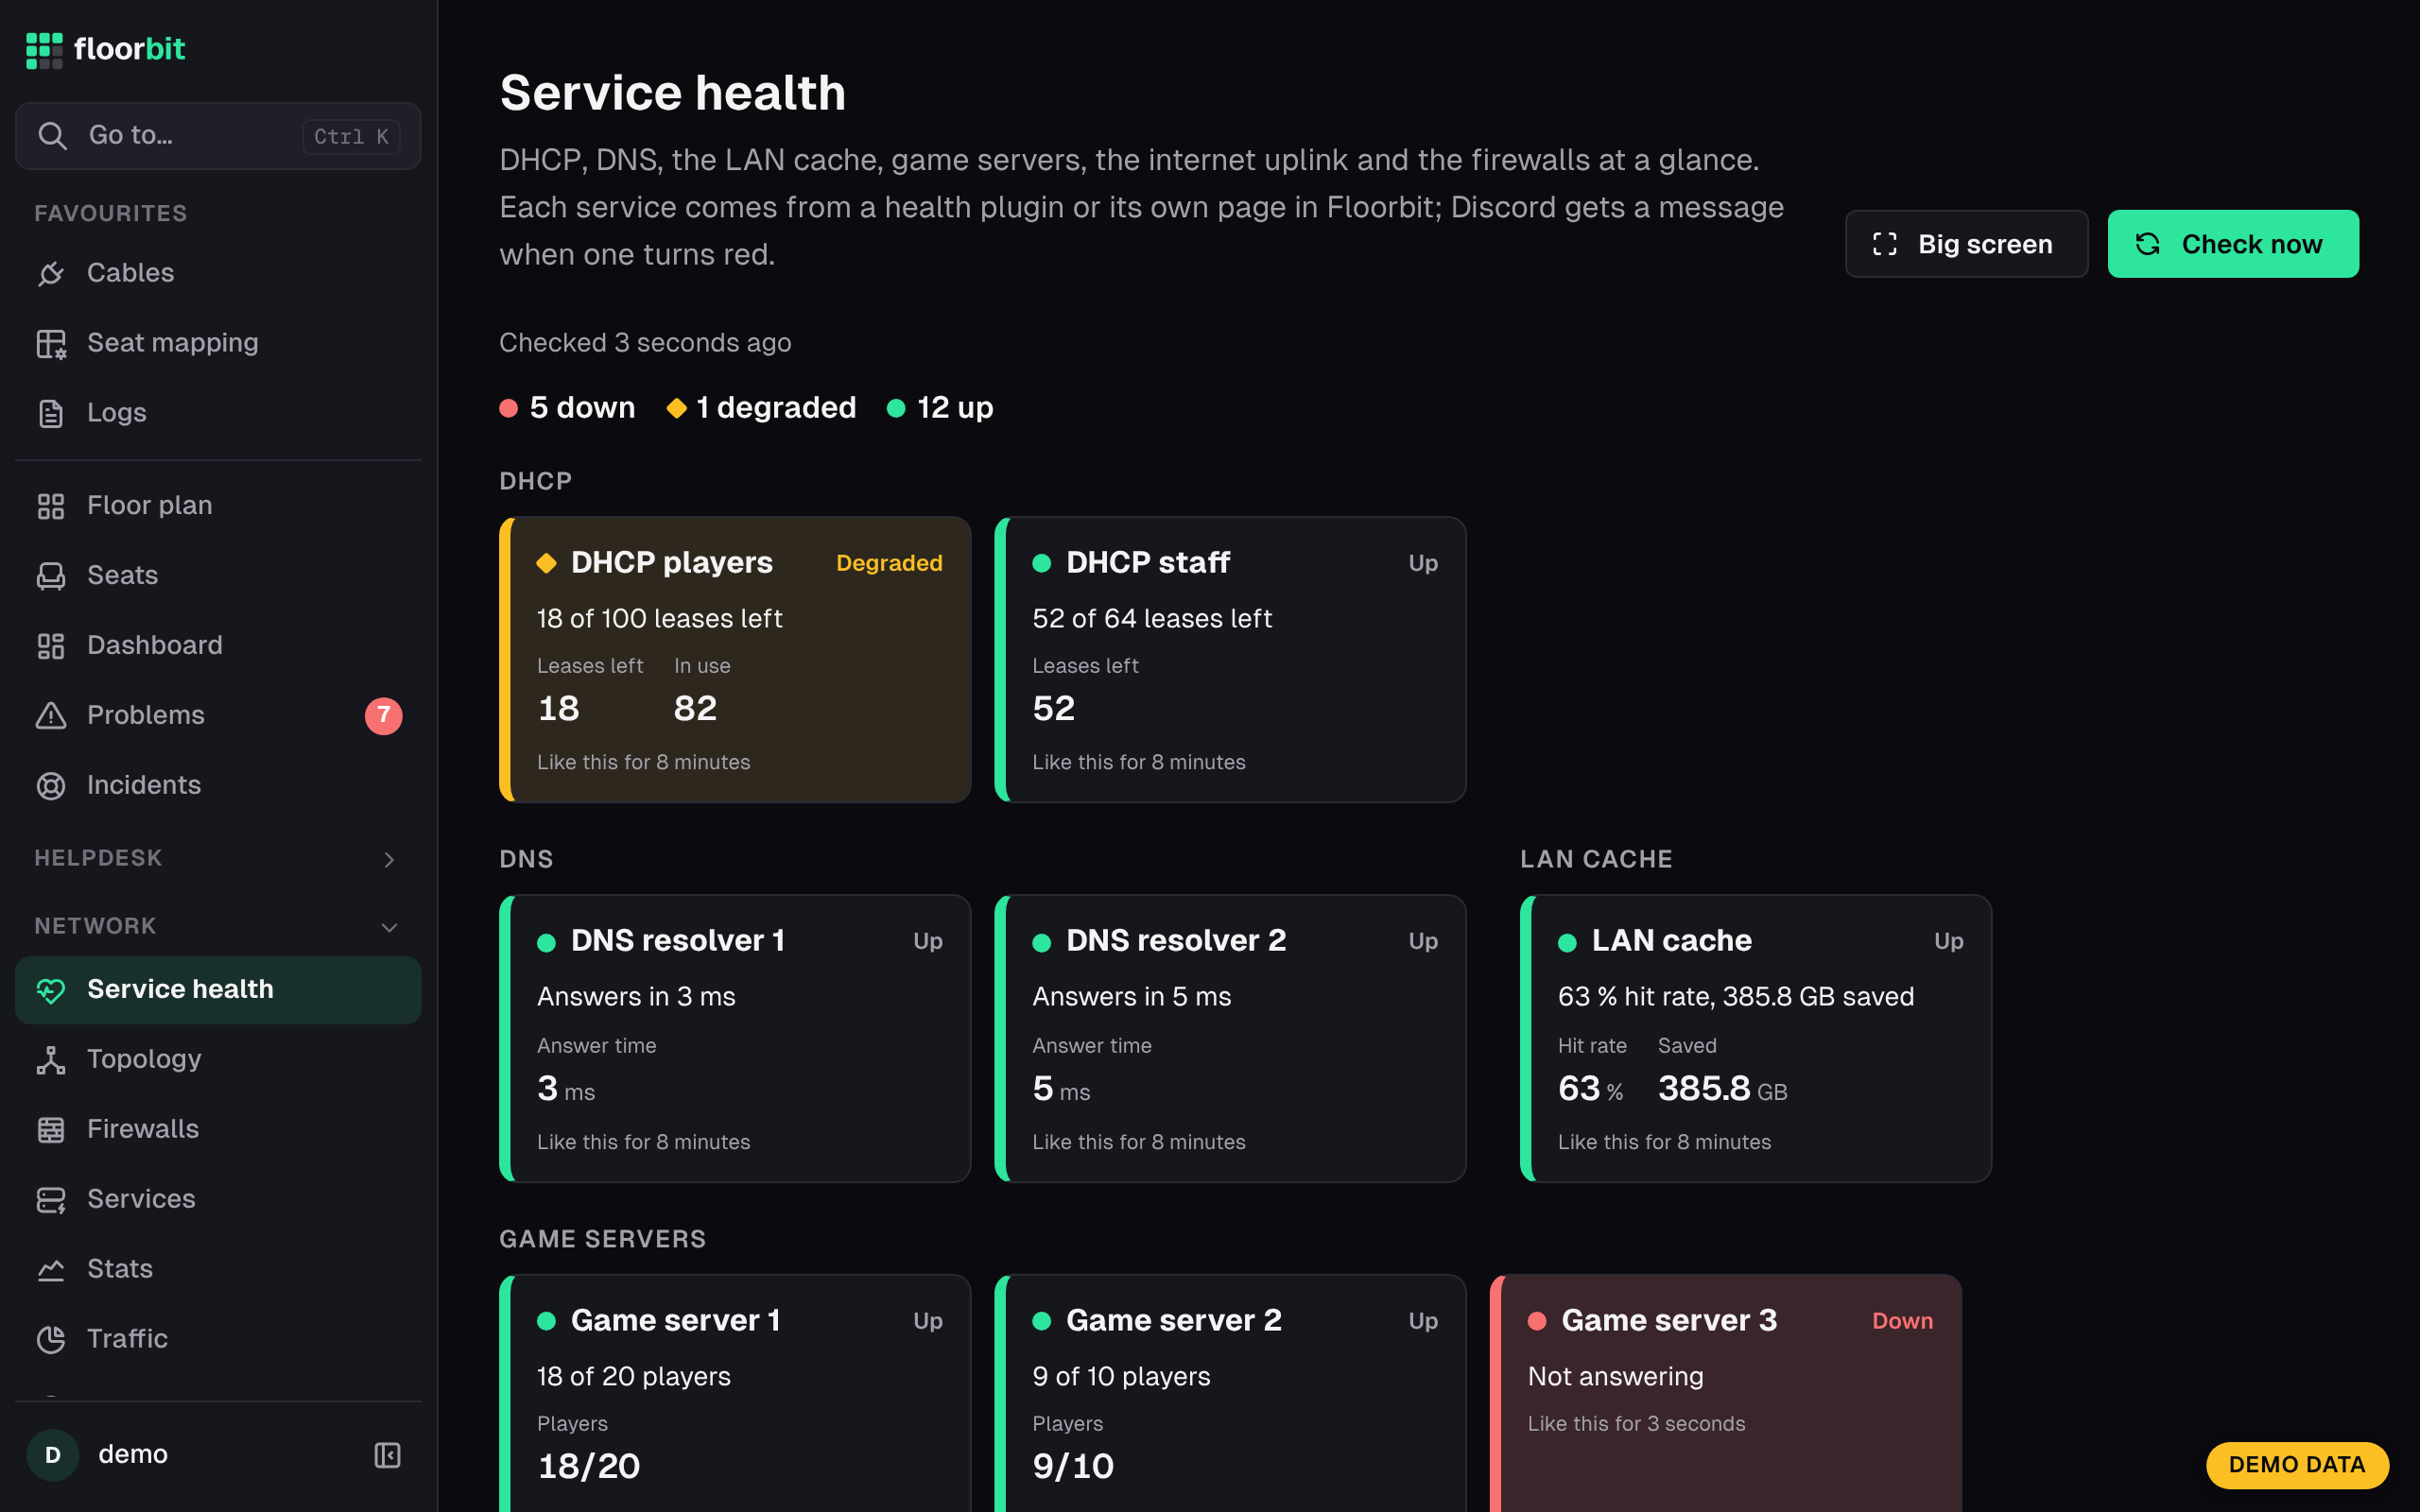 floorbit
Go to...
Ctrl K
FAVOURITES
Cables
Seat mapping
Logs
Floor plan
Seats
Dashboard
Problems
7
Incidents
HELPDESK
NETWORK
Service health
Topology
Firewalls
Services
Stats
Traffic
D
demo
Service health
DHCP, DNS, the LAN cache, game servers, the internet uplink and the firewalls at a glance.
Each service comes from a health plugin or its own page in Floorbit; Discord gets a message
when one turns red.
Big screen
Check now
Checked 3 seconds ago
5 down
1 degraded
12 up
DHCP
DHCP players
Degraded
18 of 100 leases left
Leases left
In use
18
82
Like this for 8 minutes
DHCP staff
Up
52 of 64 leases left
Leases left
52
Like this for 8 minutes
DNS
DNS resolver 1
Up
Answers in 3 ms
Answer time
3 ms
Like this for 8 minutes
DNS resolver 2
Up
Answers in 5 ms
Answer time
5 ms
Like this for 8 minutes
LAN CACHE
LAN cache
Up
63 % hit rate, 385.8 GB saved
Hit rate
Saved
63 %
385.8 GB
Like this for 8 minutes
GAME SERVERS
Game server 1
Up
18 of 20 players
Players
18/20
Game server 2
Up
9 of 10 players
Players
9/10
Game server 3
Down
Not answering
Like this for 3 seconds
DEMO DATA